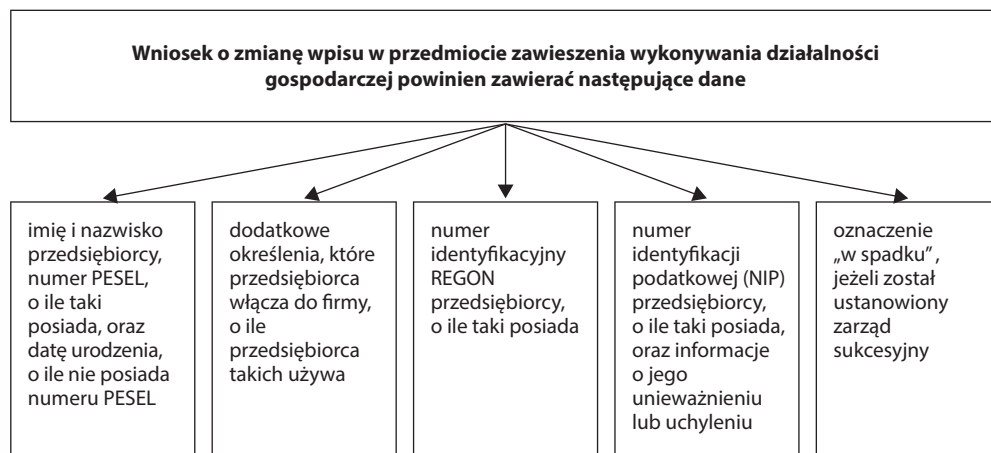 Wniosek o zmianę wpisu w przedmiocie zawieszenia wykonywania działalności
gospodarczej powinien zawierać następujące dane
imię i nazwisko
przedsiębiorcy,
numer PESEL,
o ile taki
posiada, oraz
datę urodzenia,
o ile nie posiada
numeru PESEL
dodatkowe
określenia, które
przedsiębiorca
włącza do firmy,
o ile
przedsiębiorca
takich używa
numer
identyfikacyjny
REGON
przedsiębiorcy,
o ile taki posiada
numer
identyfikacji
podatkowej (NIP)
przedsiębiorcy,
o ile taki posiada,
oraz informacje
o jego
unieważnieniu
lub uchyleniu
oznaczenie
„w spadku” ,
jeżeli został
ustanowiony
zarząd
sukcesyjny